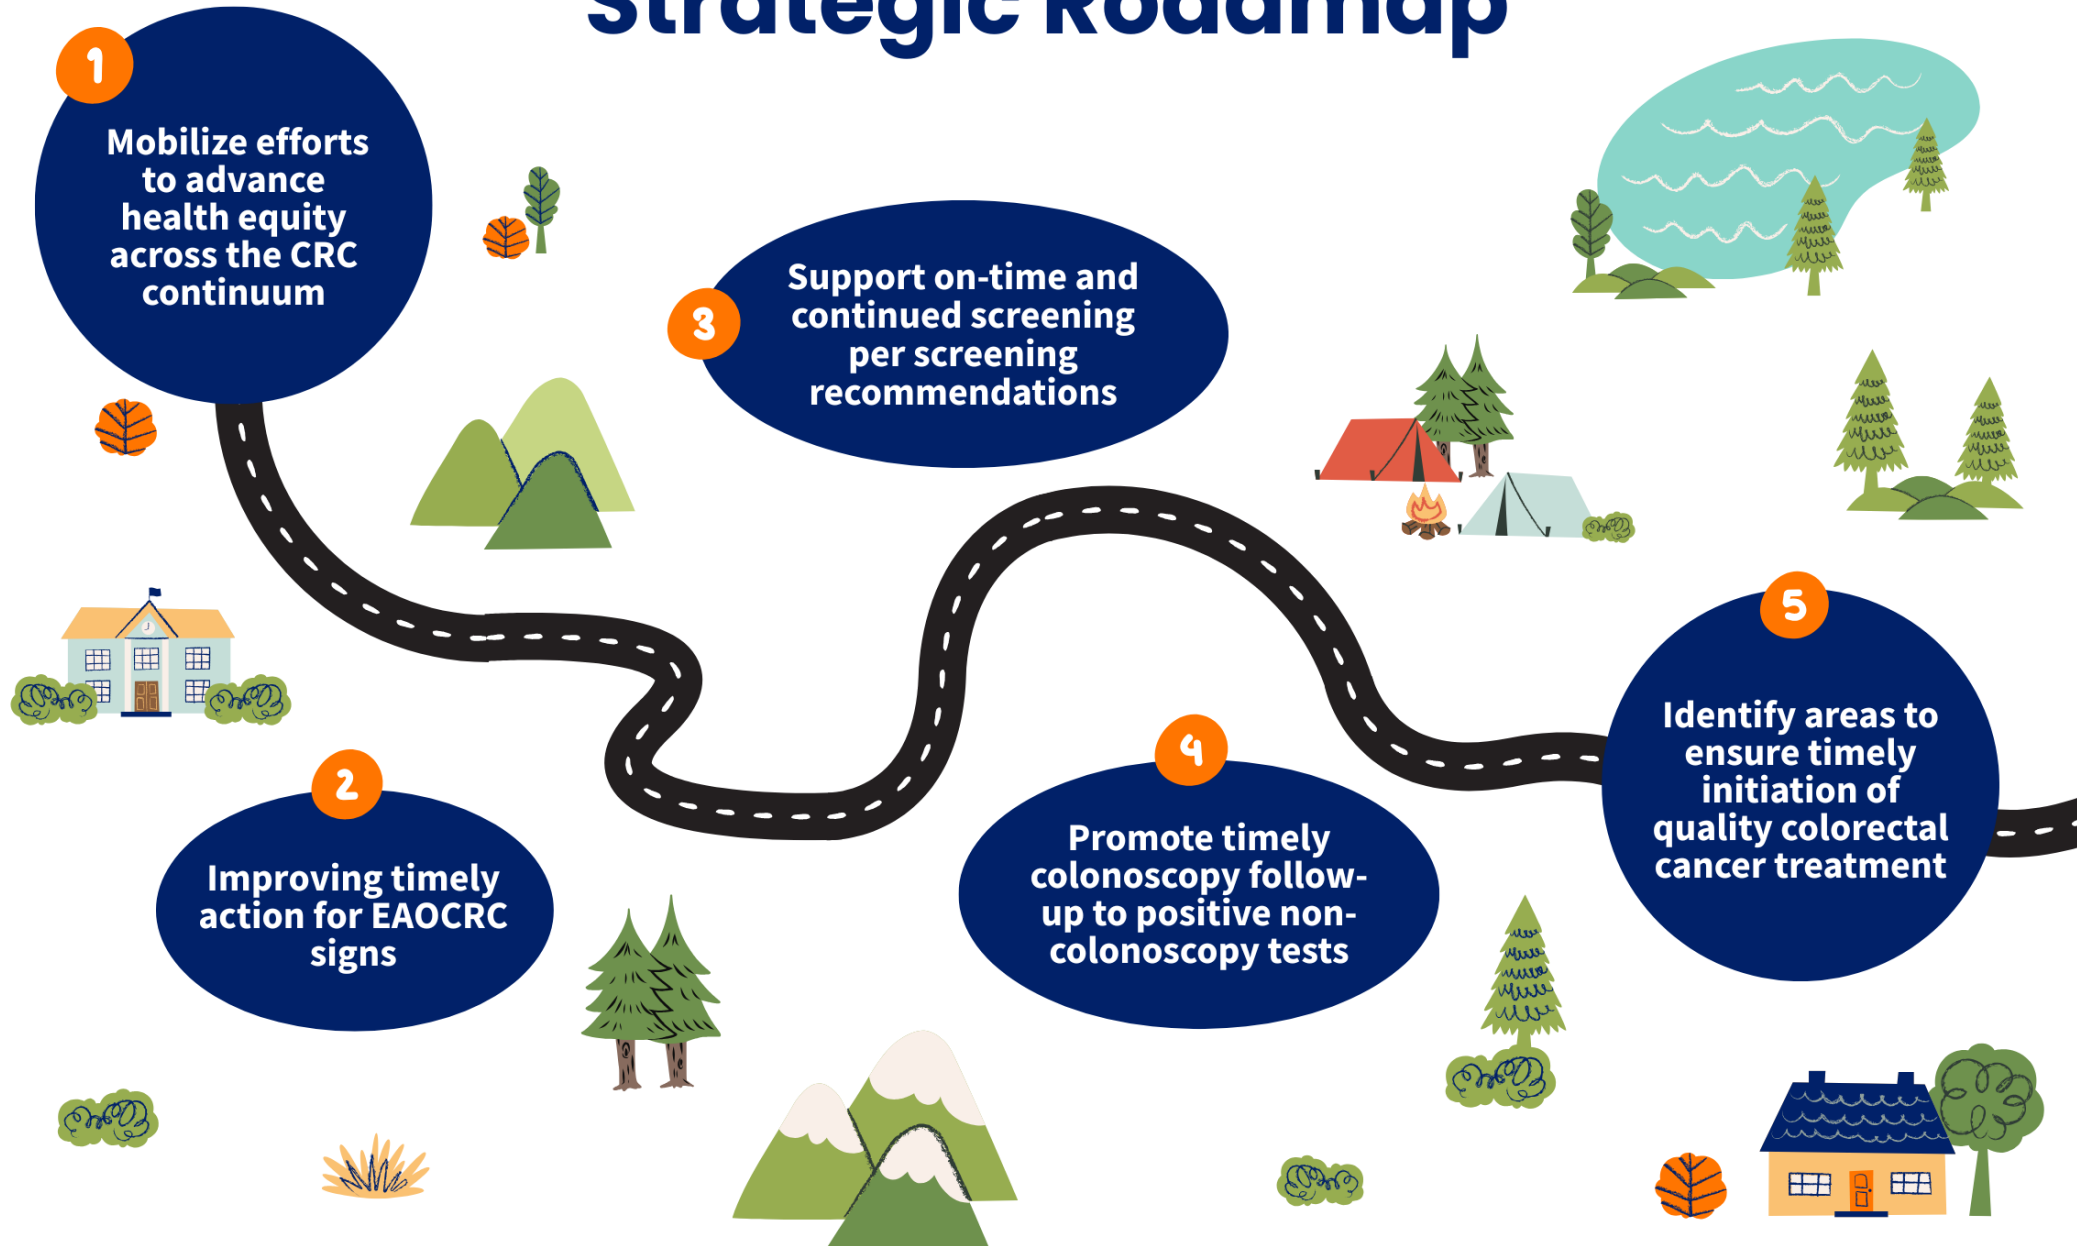 Strategic Roadmap
1
Mobilize efforts
to advance
health equity
across the CRC
continuum
2
Improving timely
action for EAOCRC
signs
3
Support on-time and
continued screening
per screening
recommendations
4
Promote timely
colonoscopy follow-
up to positive non-
colonoscopy tests
5
Identify areas to
ensure timely
initiation of
quality colorectal
cancer treatment